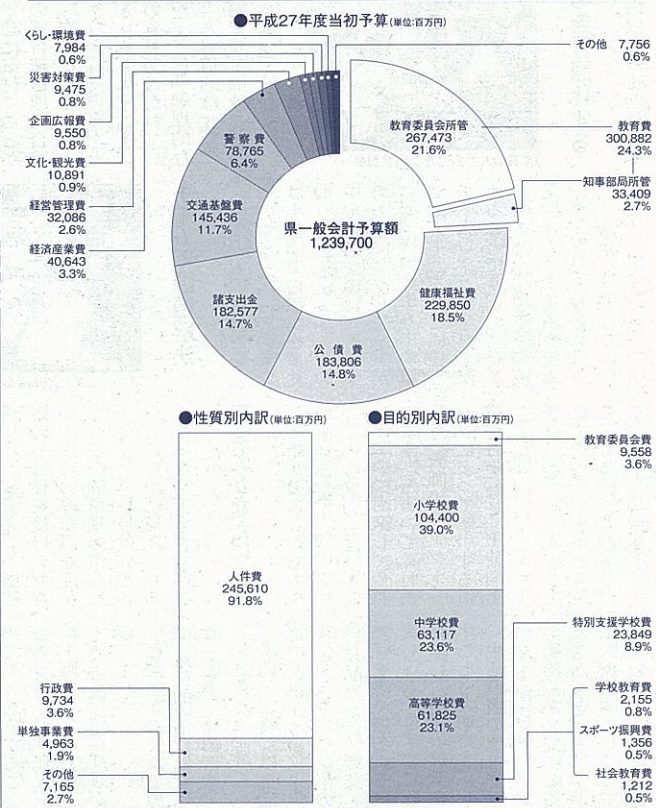 ●平成27年度当初予算(単位:百万円)
くらし・環境費
7,984
0.6%
災害対策費
9,475
0.8%
企画広報費
9,550
0.8%
文化・観光費
10,891
0.9%
経営管理費
32,086
2.6%
経済産業費
40,643
3.3%
その他 7,756
0.6%
教育委員会所管
267,473
21.6%
教育費
300,882
24.3%
知事部局所管
33,409
2.7%
警察費
78,765
6.4%
交通基盤費
145,436
11.7%
諸支出金
182,577
14.7%
公債費
183,806
14.8%
健康福祉費
229,850
18.5%
県一般会計予算額
1,239,700
●性質別内訳(単位:百万円)
人件費
245,610
91.8%
行政費
9,734
3.6%
単独事業費
4,963
1.9%
その他
7,165
2.7%
●目的別内訳(単位:百万円)
教育委員会費
9,558
3.6%
小学校費
104,400
39.0%
中学校費
63,117
23.6%
高等学校費
61,825
23.1%
特別支援学校費
23,849
8.9%
学校教育費
2,155
0.8%
スポーツ振興費
1,356
0.5%
社会教育費
1,212
0.5%